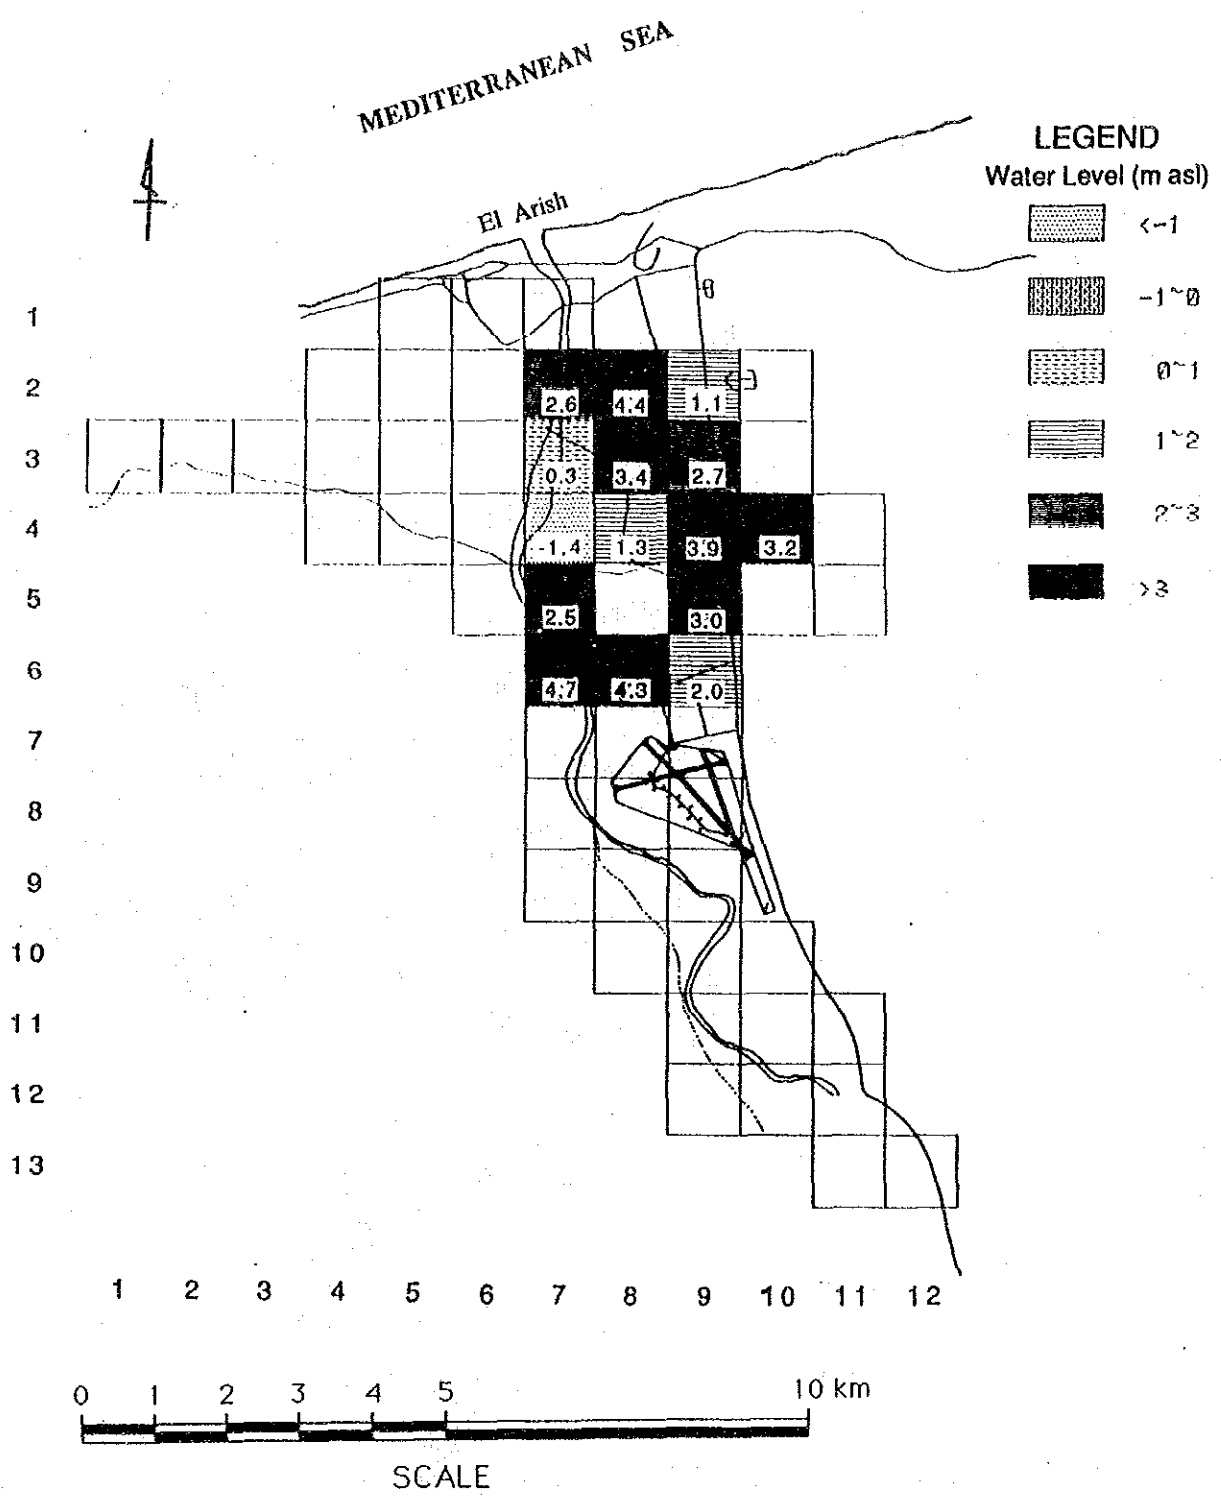 MEDITERRANEAN SEA
El Arish
LEGEND
Water Level (m asl)
<-1
-1~0
0~1
1~2
2~3
>3
1
2
2.6 4.4 1.1
3
0.3 3.4 2.7
4
-1.4 1.3 3.9 3.2
5
2.5 3.0
6
4.7 4.3 2.0
7
8
9
10
11
12
13
1 2 3 4 5 6 7 8 9 10 11 12
0 1 2 3 4 5 10 km
SCALE